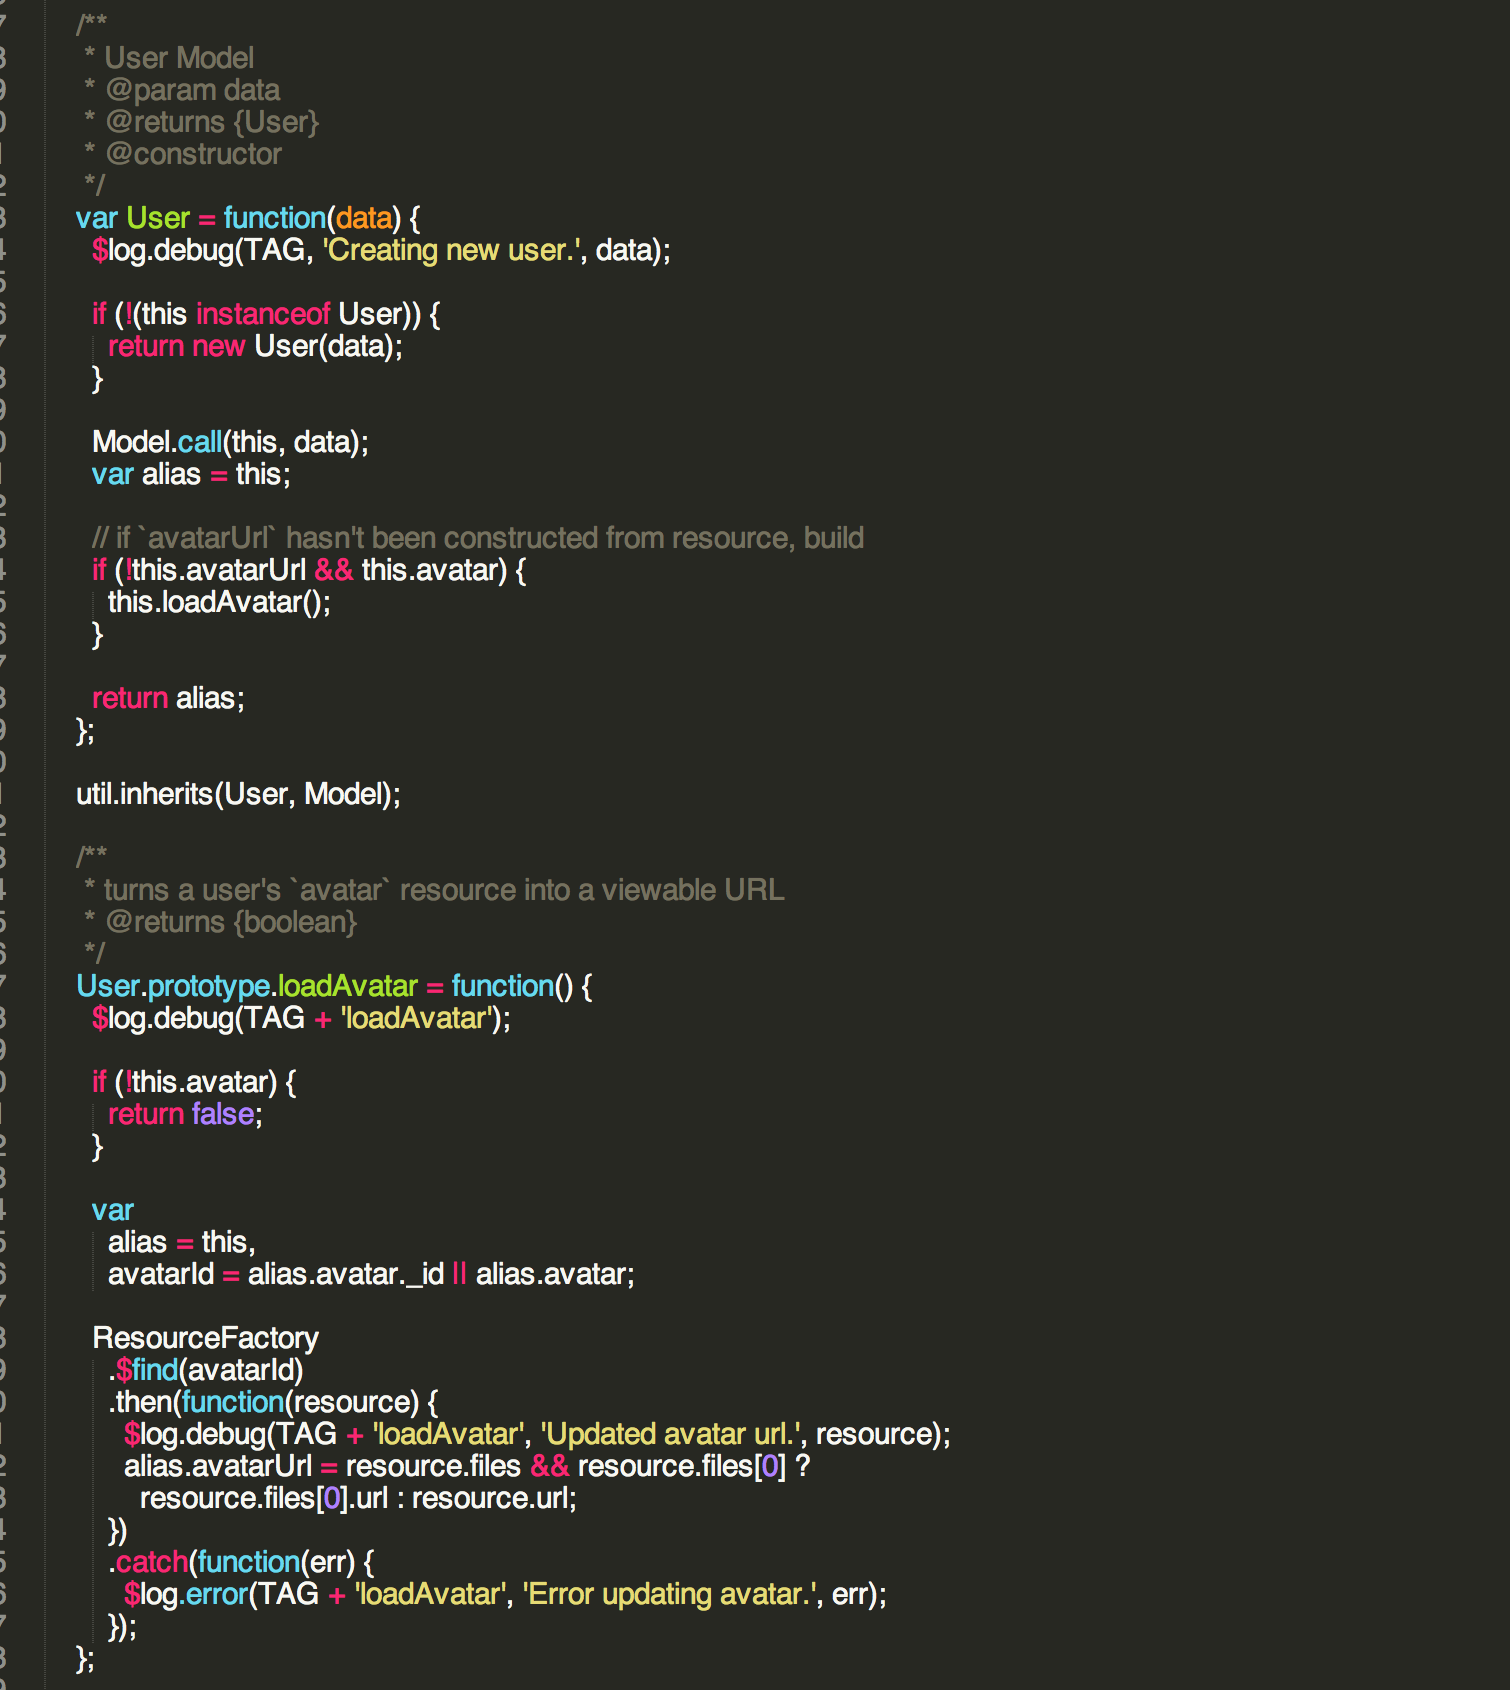 /**
* User Model
* @param data
* @returns {User}
* @constructor
*/
var User = function(data) {
$log.debug(TAG, 'Creating new user.', data);
if (!(this instanceof User)) {
return new User(data);
}
Model.call(this, data);
var alias = this;
// if `avatarUrl` hasn't been constructed from resource, build
if (!this.avatarUrl && this.avatar) {
this.loadAvatar();
}
return alias;
};
util.inherits(User, Model);
/**
* turns a user's `avatar` resource into a viewable URL
* @returns {boolean}
*/
User.prototype.loadAvatar = function() {
$log.debug(TAG + 'loadAvatar');
if (!this.avatar) {
return false;
}
var
alias = this,
avatarId = alias.avatar._id || alias.avatar;
ResourceFactory
.$find(avatarId)
.then(function(resource) {
$log.debug(TAG + 'loadAvatar', 'Updated avatar url.', resource);
alias.avatarUrl = resource.files && resource.files[0] ?
resource.files[0].url : resource.url;
})
.catch(function(err) {
$log.error(TAG + 'loadAvatar', 'Error updating avatar.', err);
});
};